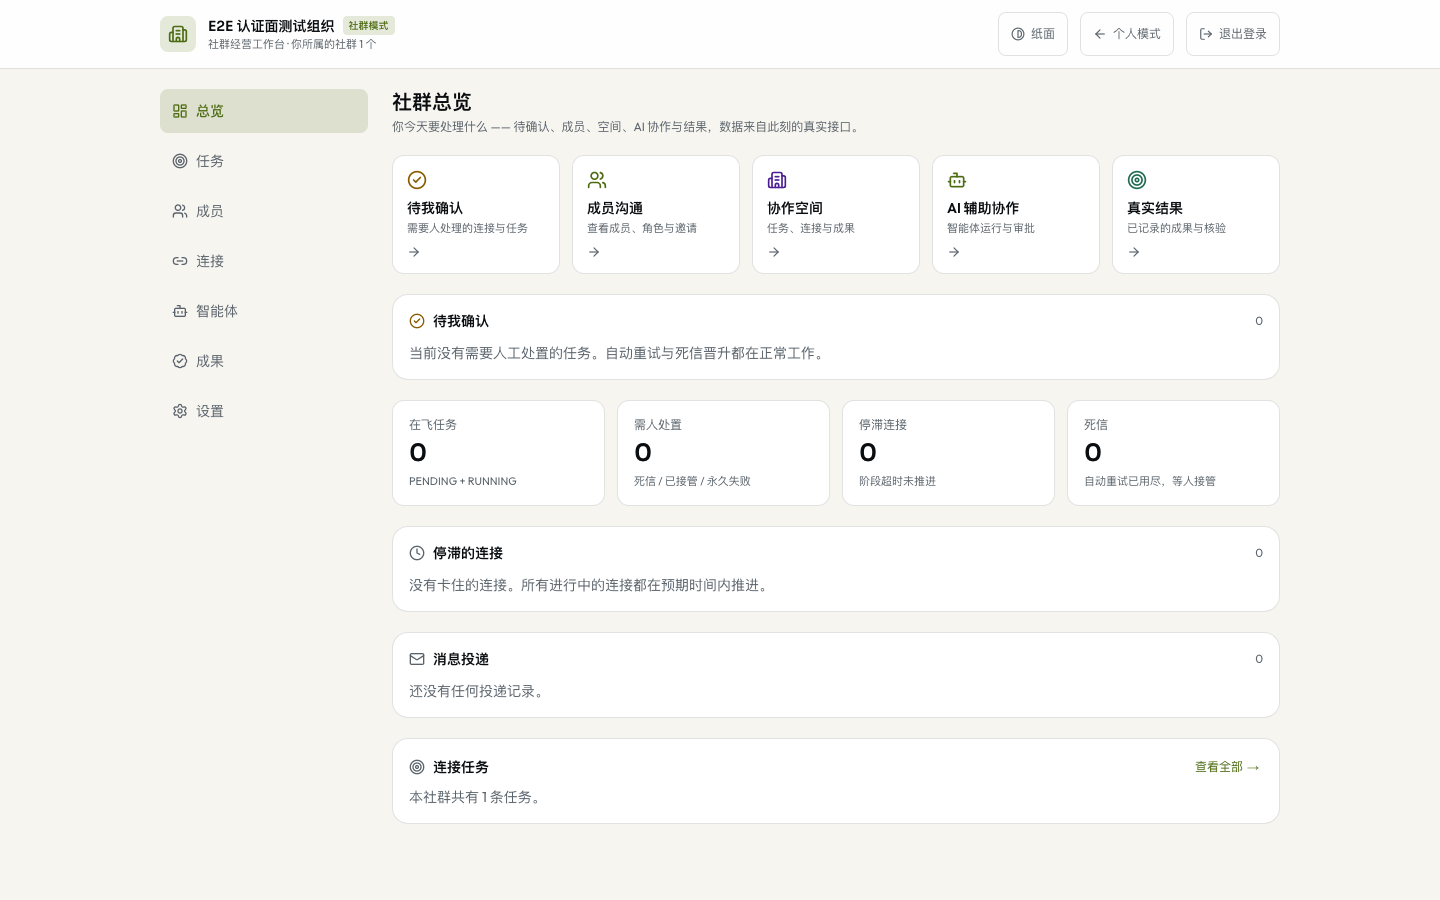 E2E 认证面测试组织 社群模式
社群经营工作台·你所属的社群1个
纸面
个人模式
退出登录
总览
任务
成员
连接
智能体
成果
设置
社群总览
你今天要处理什么 —— 待确认、成员、空间、AI 协作与结果，数据来自此刻的真实接口。
待我确认
需要人处理的连接与任务
→
成员沟通
查看成员、角色与邀请
→
协作空间
任务、连接与成果
→
AI 辅助协作
智能体运行与审批
→
真实结果
已记录的成果与核验
→
待我确认 0
当前没有需要人工处置的任务。自动重试与死信晋升都在正常工作。
在飞任务
0
PENDING + RUNNING
需人处置
0
死信 / 已接管 / 永久失败
停滞连接
0
阶段超时未推进
死信
0
自动重试已用尽，等人接管
停滞的连接 0
没有卡住的连接。所有进行中的连接都在预期时间内推进。
消息投递 0
还没有任何投递记录。
连接任务 查看全部 →
本社群共有 1 条任务。